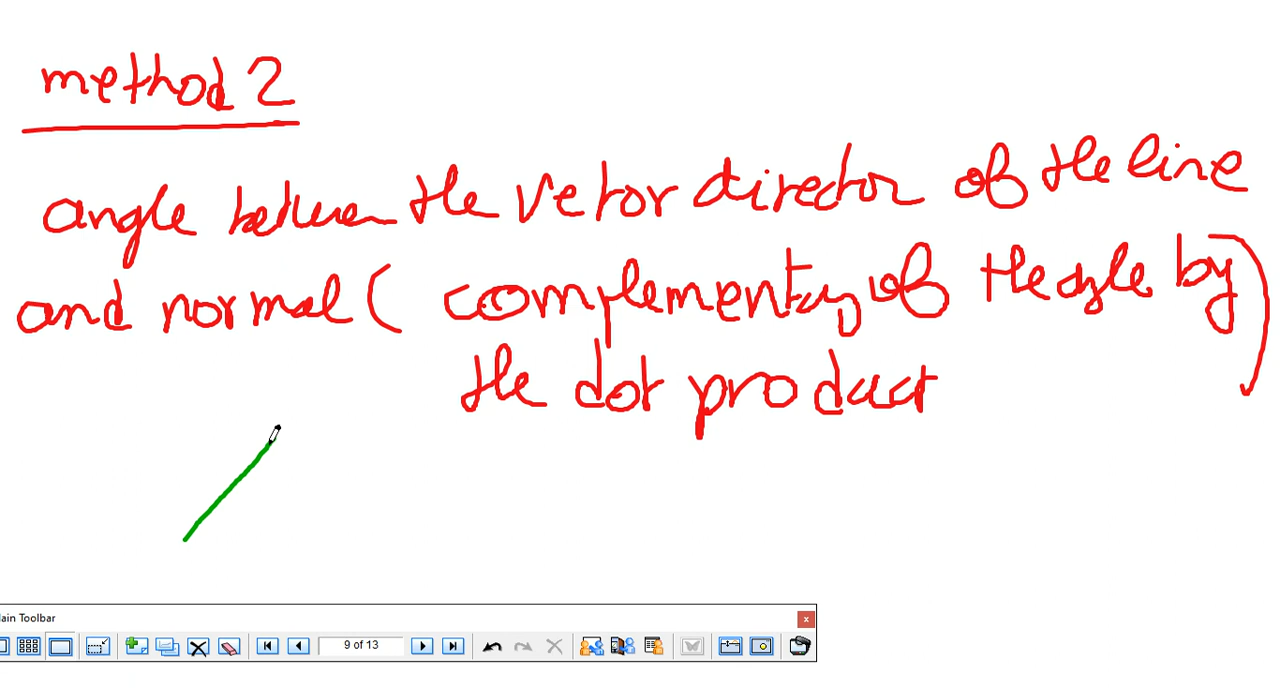 method 2
angle between the vetor director of the line
and normal ( complementary of the angle by )
the dot product
ain Toolbar
9 of 13